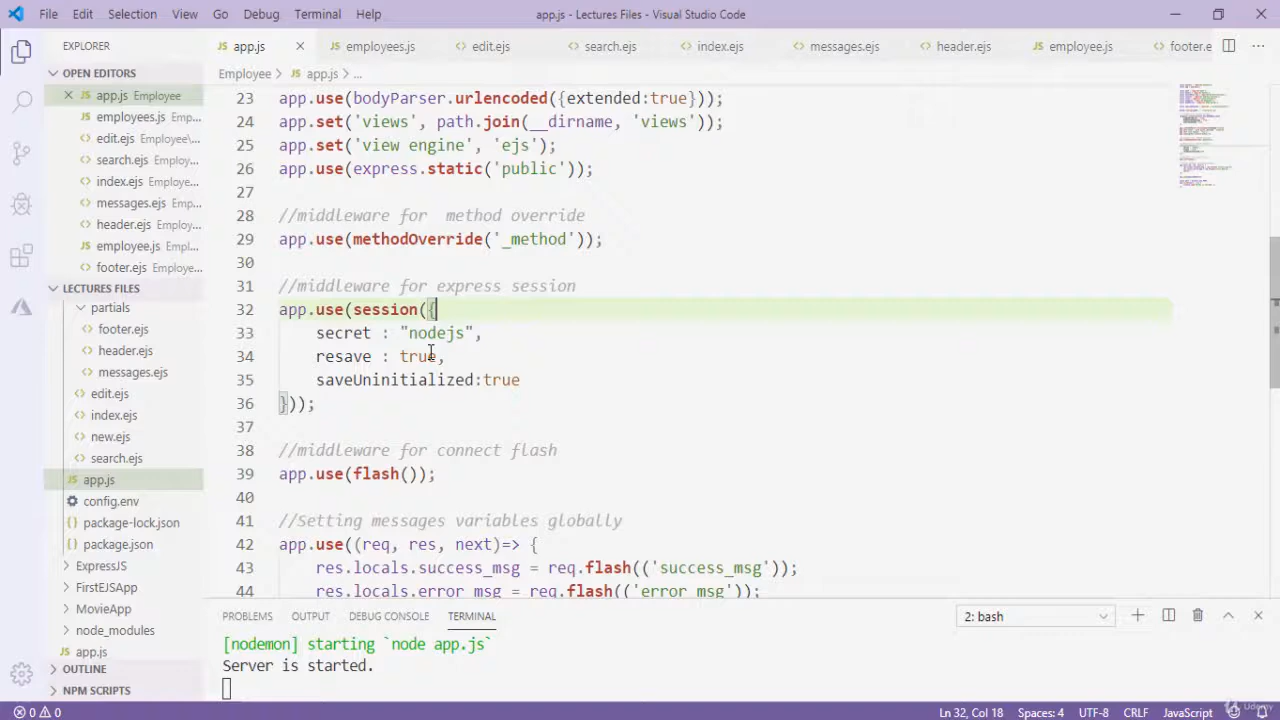 File Edit Selection View Go Debug Terminal Help
app.js - Lectures Files - Visual Studio Code
EXPLORER
app.js employees.js edit.ejs search.ejs index.ejs messages.ejs header.ejs employee.js footer.e
OPEN EDITORS
app.js Employee
employees.js Emp...
edit.ejs Employee\...
search.ejs Employe...
index.ejs Employee...
messages.ejs Emp...
header.ejs Employ...
employee.js Empl...
footer.ejs Employe...
LECTURES FILES
partials
footer.ejs
header.ejs
messages.ejs
edit.ejs
index.ejs
new.ejs
search.ejs
app.js
config.env
package-lock.json
package.json
ExpressJS
FirstEJSApp
MovieApp
node_modules
app.js
OUTLINE
NPM SCRIPTS
Employee > app.js > ...
23 app.use(bodyParser.urlencoded({extended:true}));
24 app.set('views', path.join(__dirname, 'views'));
25 app.set('view engine', 'ejs');
26 app.use(express.static('public'));
27
28 //middleware for  method override
29 app.use(methodOverride('_method'));
30
31 //middleware for express session
32 app.use(session({
33 secret : "nodejs",
34 resave : true,
35 saveUninitialized:true
36 }));
37
38 //middleware for connect flash
39 app.use(flash());
40
41 //Setting messages variables globally
42 app.use((req, res, next)=> {
43 res.locals.success_msg = req.flash(('success_msg'));
44 res.locals.error_msg = req.flash(('error_msg'));
PROBLEMS OUTPUT DEBUG CONSOLE TERMINAL
2: bash
[nodemon] starting `node app.js`
Server is started.
0 0
Ln 32, Col 18 Spaces: 4 UTF-8 CRLF JavaScript
Udemy